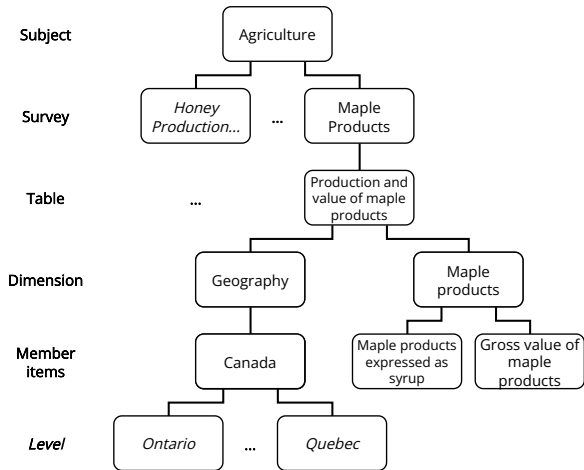 Subject
Agriculture
Survey
Honey
Production...
...
Maple
Products
Table
...
Production and
value of maple
products
Dimension
Geography
Maple
products
Member
items
Canada
Maple products
expressed as
syrup
Gross value of
maple
products
Level
Ontario
...
Quebec